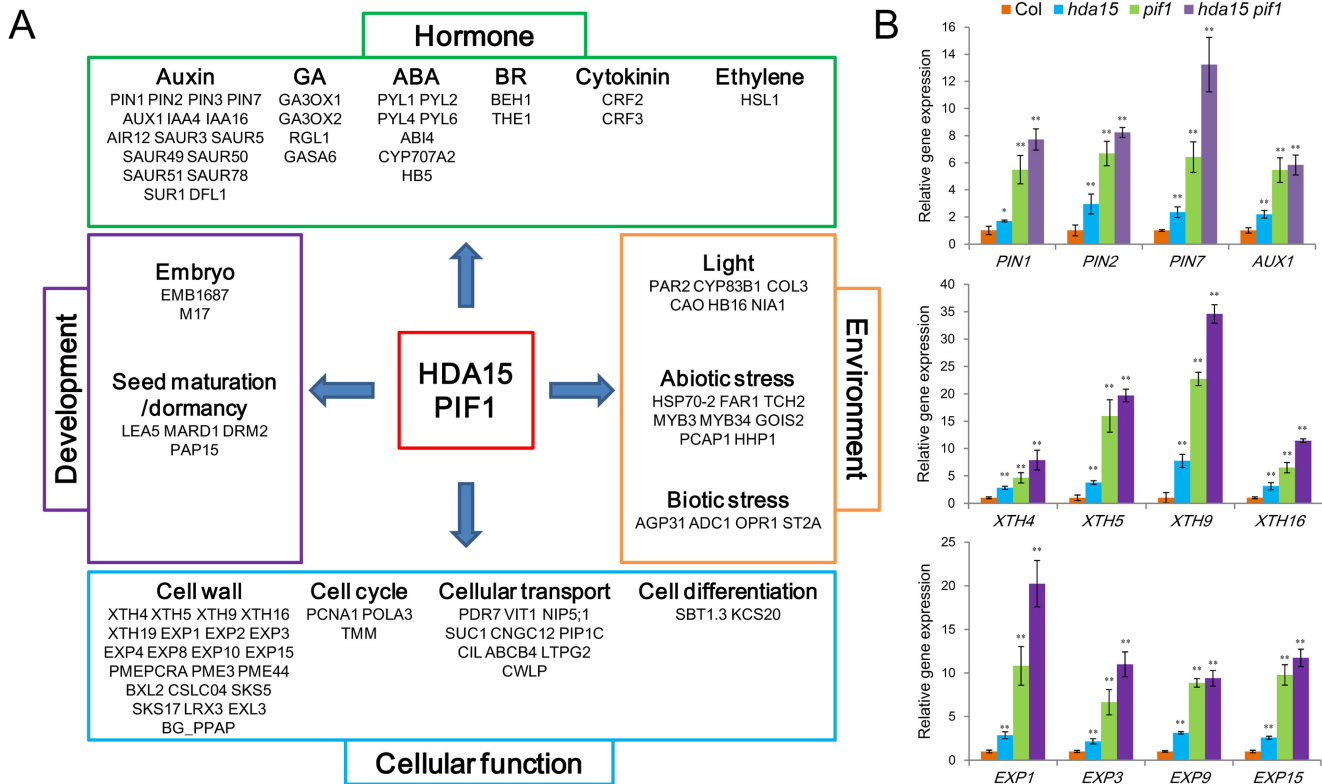 A
Hormone
Auxin
PIN1 PIN2 PIN3 PIN7
AUX1 IAA4 IAA16
AIR12 SAUR3 SAUR5
SAUR49 SAUR50
SAUR51 SAUR78
SUR1 DFL1
GA
GA3OX1
GA3OX2
RGL1
GASA6
ABA
PYL1 PYL2
PYL4 PYL6
ABI4
CYP707A2
HB5
BR
BEH1
THE1
Cytokinin
CRF2
CRF3
Ethylene
HSL1
Development
Embryo
EMB1687
M17
Seed maturation
/dormancy
LEA5 MARD1 DRM2
PAP15
HDA15
PIF1
Environment
Light
PAR2 CYP83B1 COL3
CAO HB16 NIA1
Abiotic stress
HSP70-2 FAR1 TCH2
MYB3 MYB34 GOIS2
PCAP1 HHP1
Biotic stress
AGP31 ADC1 OPR1 ST2A
Cell wall
XTH4 XTH5 XTH9 XTH16
XTH19 EXP1 EXP2 EXP3
EXP4 EXP8 EXP10 EXP15
PMEPCRA PME3 PME44
BXL2 CSLC04 SKS5
SKS17 LRX3 EXL3
BG_PPAP
Cell cycle
PCNA1 POLA3
TMM
Cellular transport
PDR7 VIT1 NIP5;1
SUC1 CNGC12 PIP1C
CIL ABCB4 LTPG2
CWLP
Cell differentiation
SBT1.3 KCS20
Cellular function
B
Col hda15 pif1 hda15 pif1
Relative gene expression
16
14
12
10
8
6
4
2
0
* ** **
** ** **
** ** **
** ** **
PIN1 PIN2 PIN7 AUX1
Relative gene expression
40
35
30
25
20
15
10
5
0
** ** **
** ** **
** ** **
** ** **
XTH4 XTH5 XTH9 XTH16
Relative gene expression
25
20
15
10
5
0
** ** **
** ** **
** ** **
** ** **
EXP1 EXP3 EXP9 EXP15